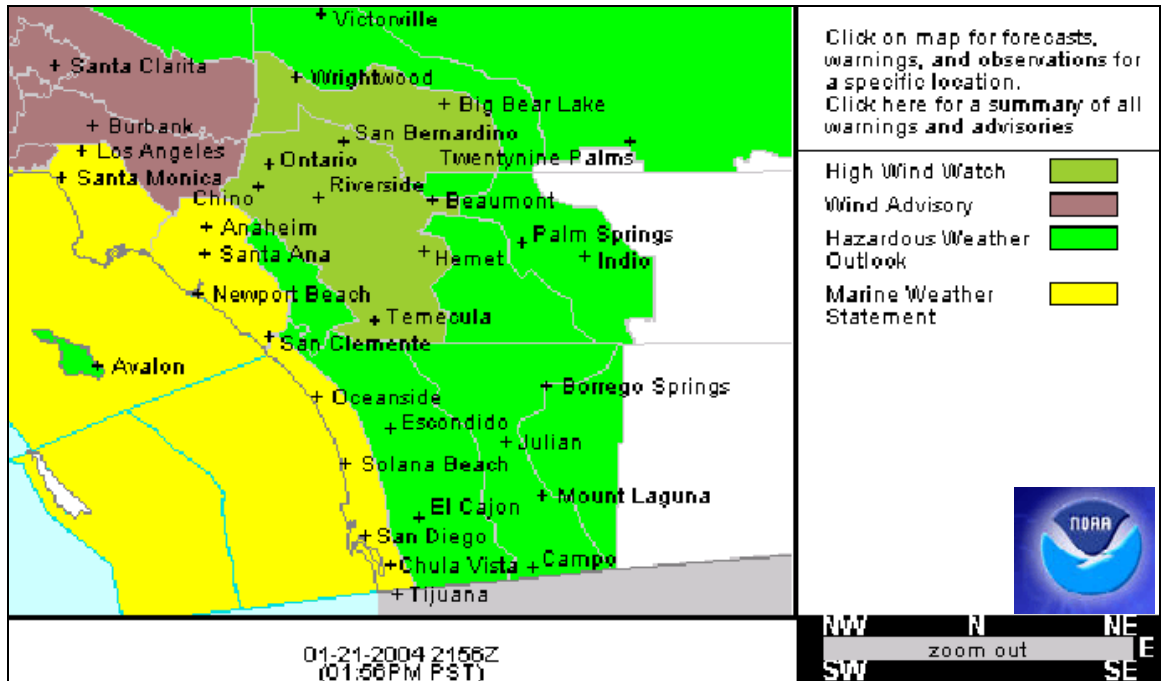 Victorville
Santa Clarita
Wrightwood
Big Bear Lake
Burbank
San Bernardino
Los Angeles
Ontario
Twentynine Palms
Santa Monica
Riverside
Chino
Beaumont
Anaheim
Palm Springs
Santa Ana
Hemet
Indio
Newport Beach
Temecula
San Clemente
Avalon
Borrego Springs
Oceanside
Escondido
Julian
Solana Beach
Mount Laguna
El Cajon
San Diego
Chula Vista
Campo
Tijuana
01-21-2004 2156Z
(01:56PM PST)
Click on map for forecasts,
warnings, and observations for
a specific location.
Click here for a summary of all
warnings and advisories
High Wind Watch
Wind Advisory
Hazardous Weather
Outlook
Marine Weather
Statement
NOAA
NW N NE
zoom out E
SW SE